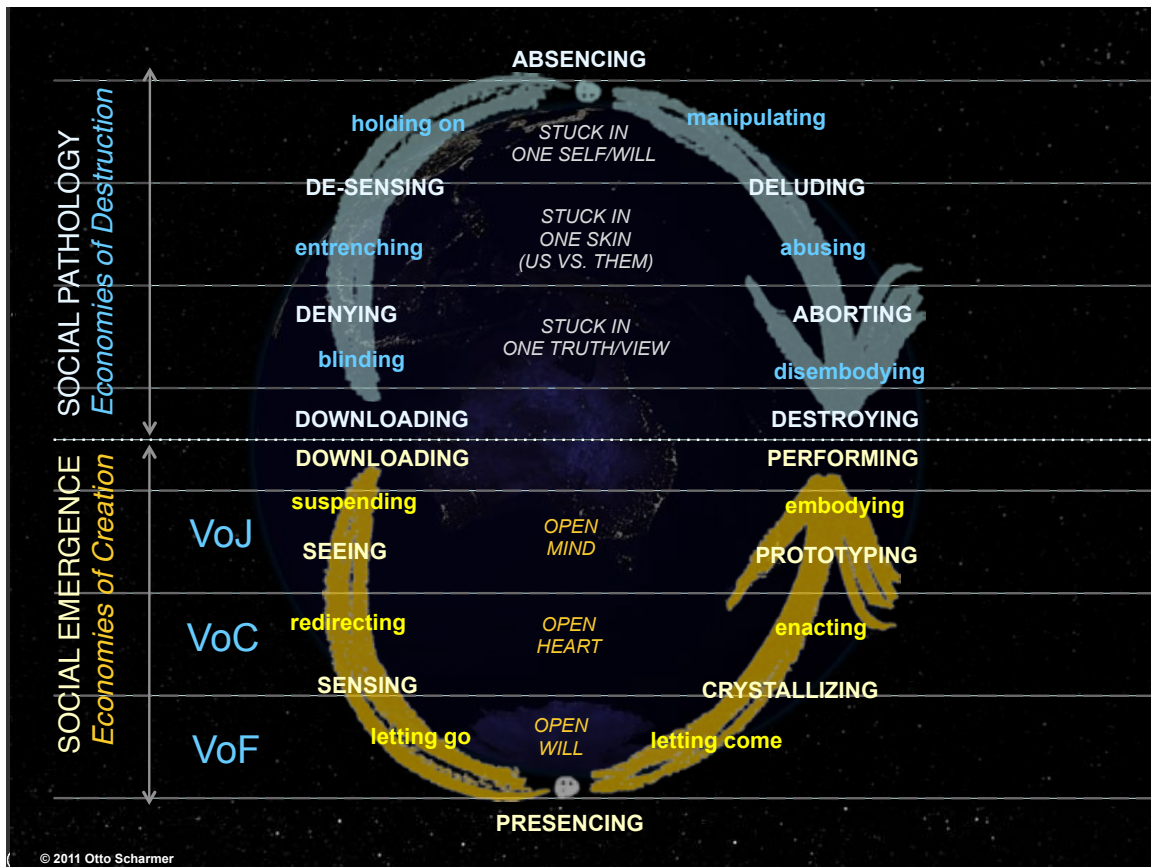 ABSENCING
holding on
manipulating
STUCK IN
ONE SELF/WILL
DE-SENSING
DELUDING
STUCK IN
ONE SKIN
(US VS. THEM)
entrenching
abusing
DENYING
ABORTING
STUCK IN
ONE TRUTH/VIEW
blinding
disembodying
DOWNLOADING
DESTROYING
SOCIAL PATHOLOGY
Economies of Destruction
DOWNLOADING
PERFORMING
suspending
embodying
VoJ
OPEN
MIND
SEEING
PROTOTYPING
redirecting
enacting
VoC
OPEN
HEART
SENSING
CRYSTALLIZING
letting go
OPEN
WILL
letting come
VoF
PRESENCING
SOCIAL EMERGENCE
Economies of Creation
© 2011 Otto Scharmer